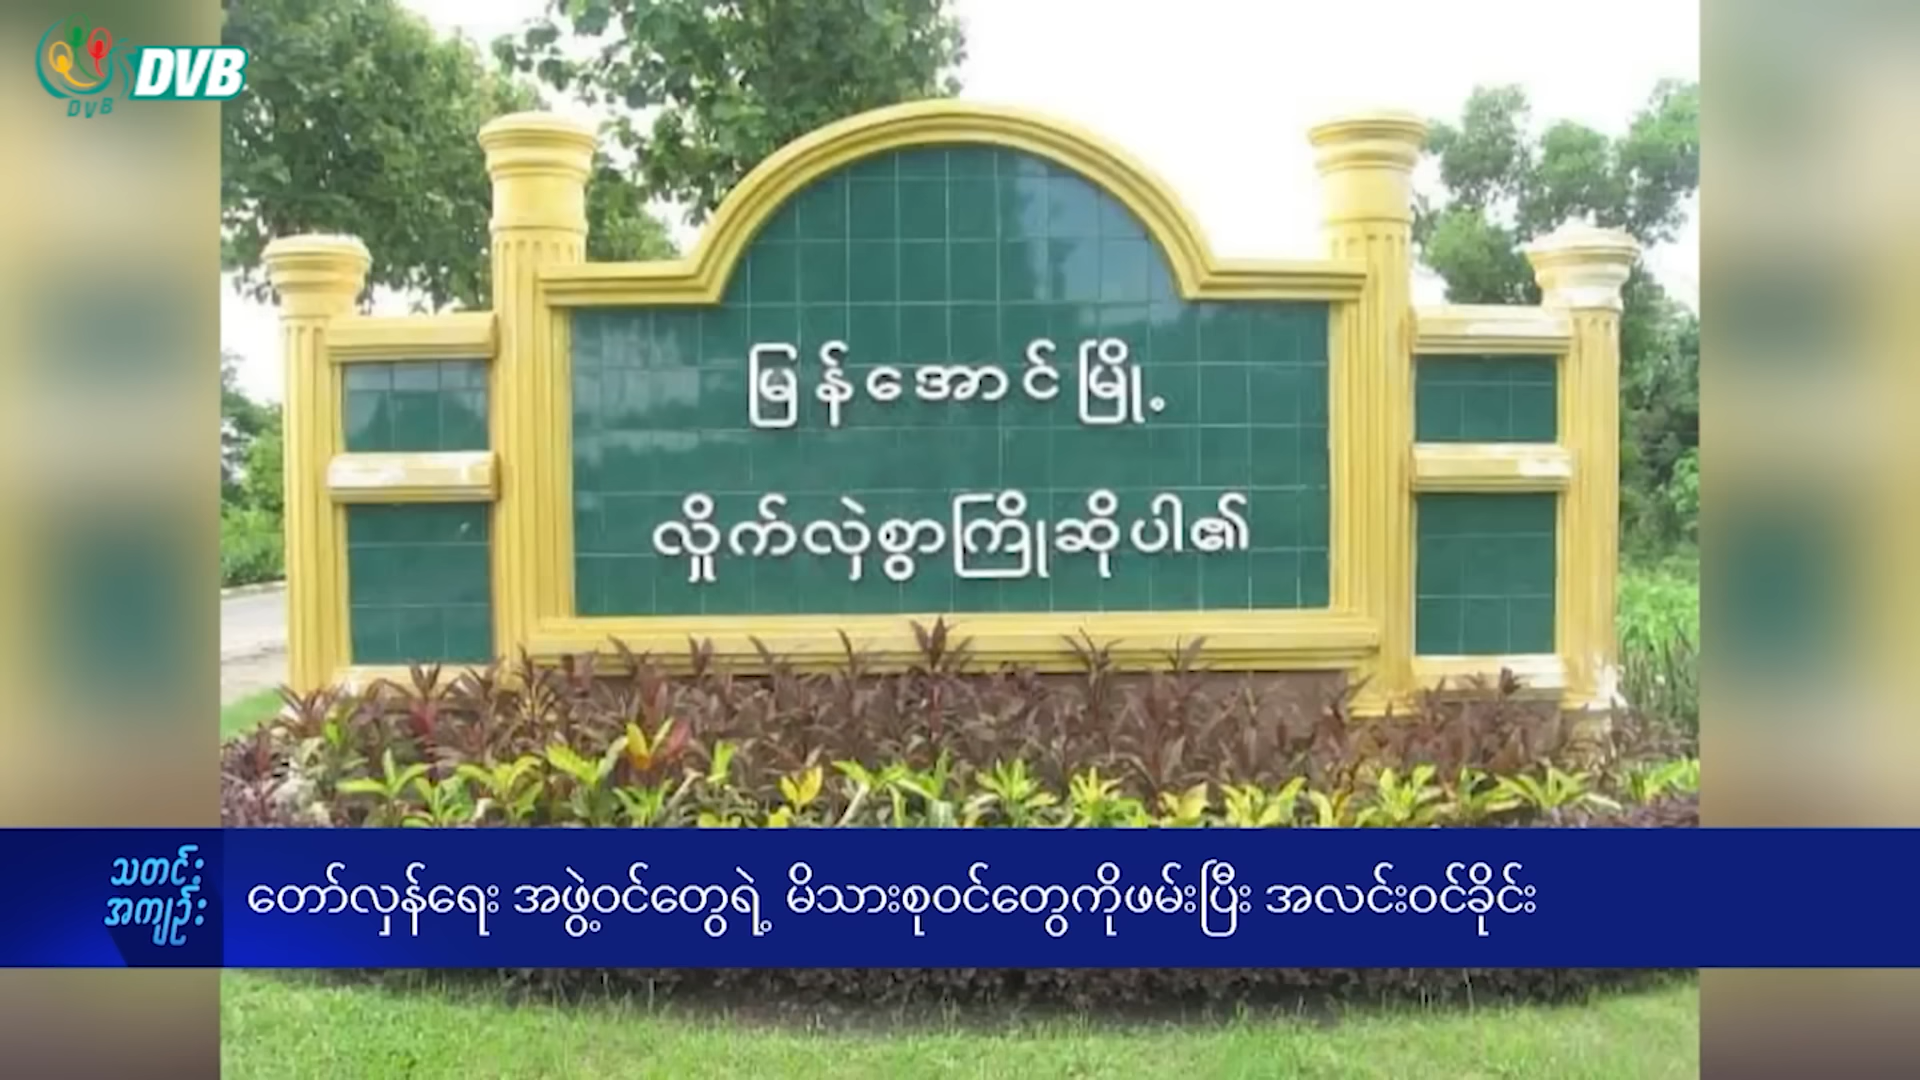 DVB
DVB
မြန်အောင်မြို့
လှိုက်လှဲစွာကြိုဆိုပါ၏
သတင်း
အကျဉ်း
တော်လှန်ရေး အဖွဲ့ဝင်တွေရဲ့ မိသားစုဝင်တွေကိုဖမ်းပြီး အလင်းဝင်ခိုင်း